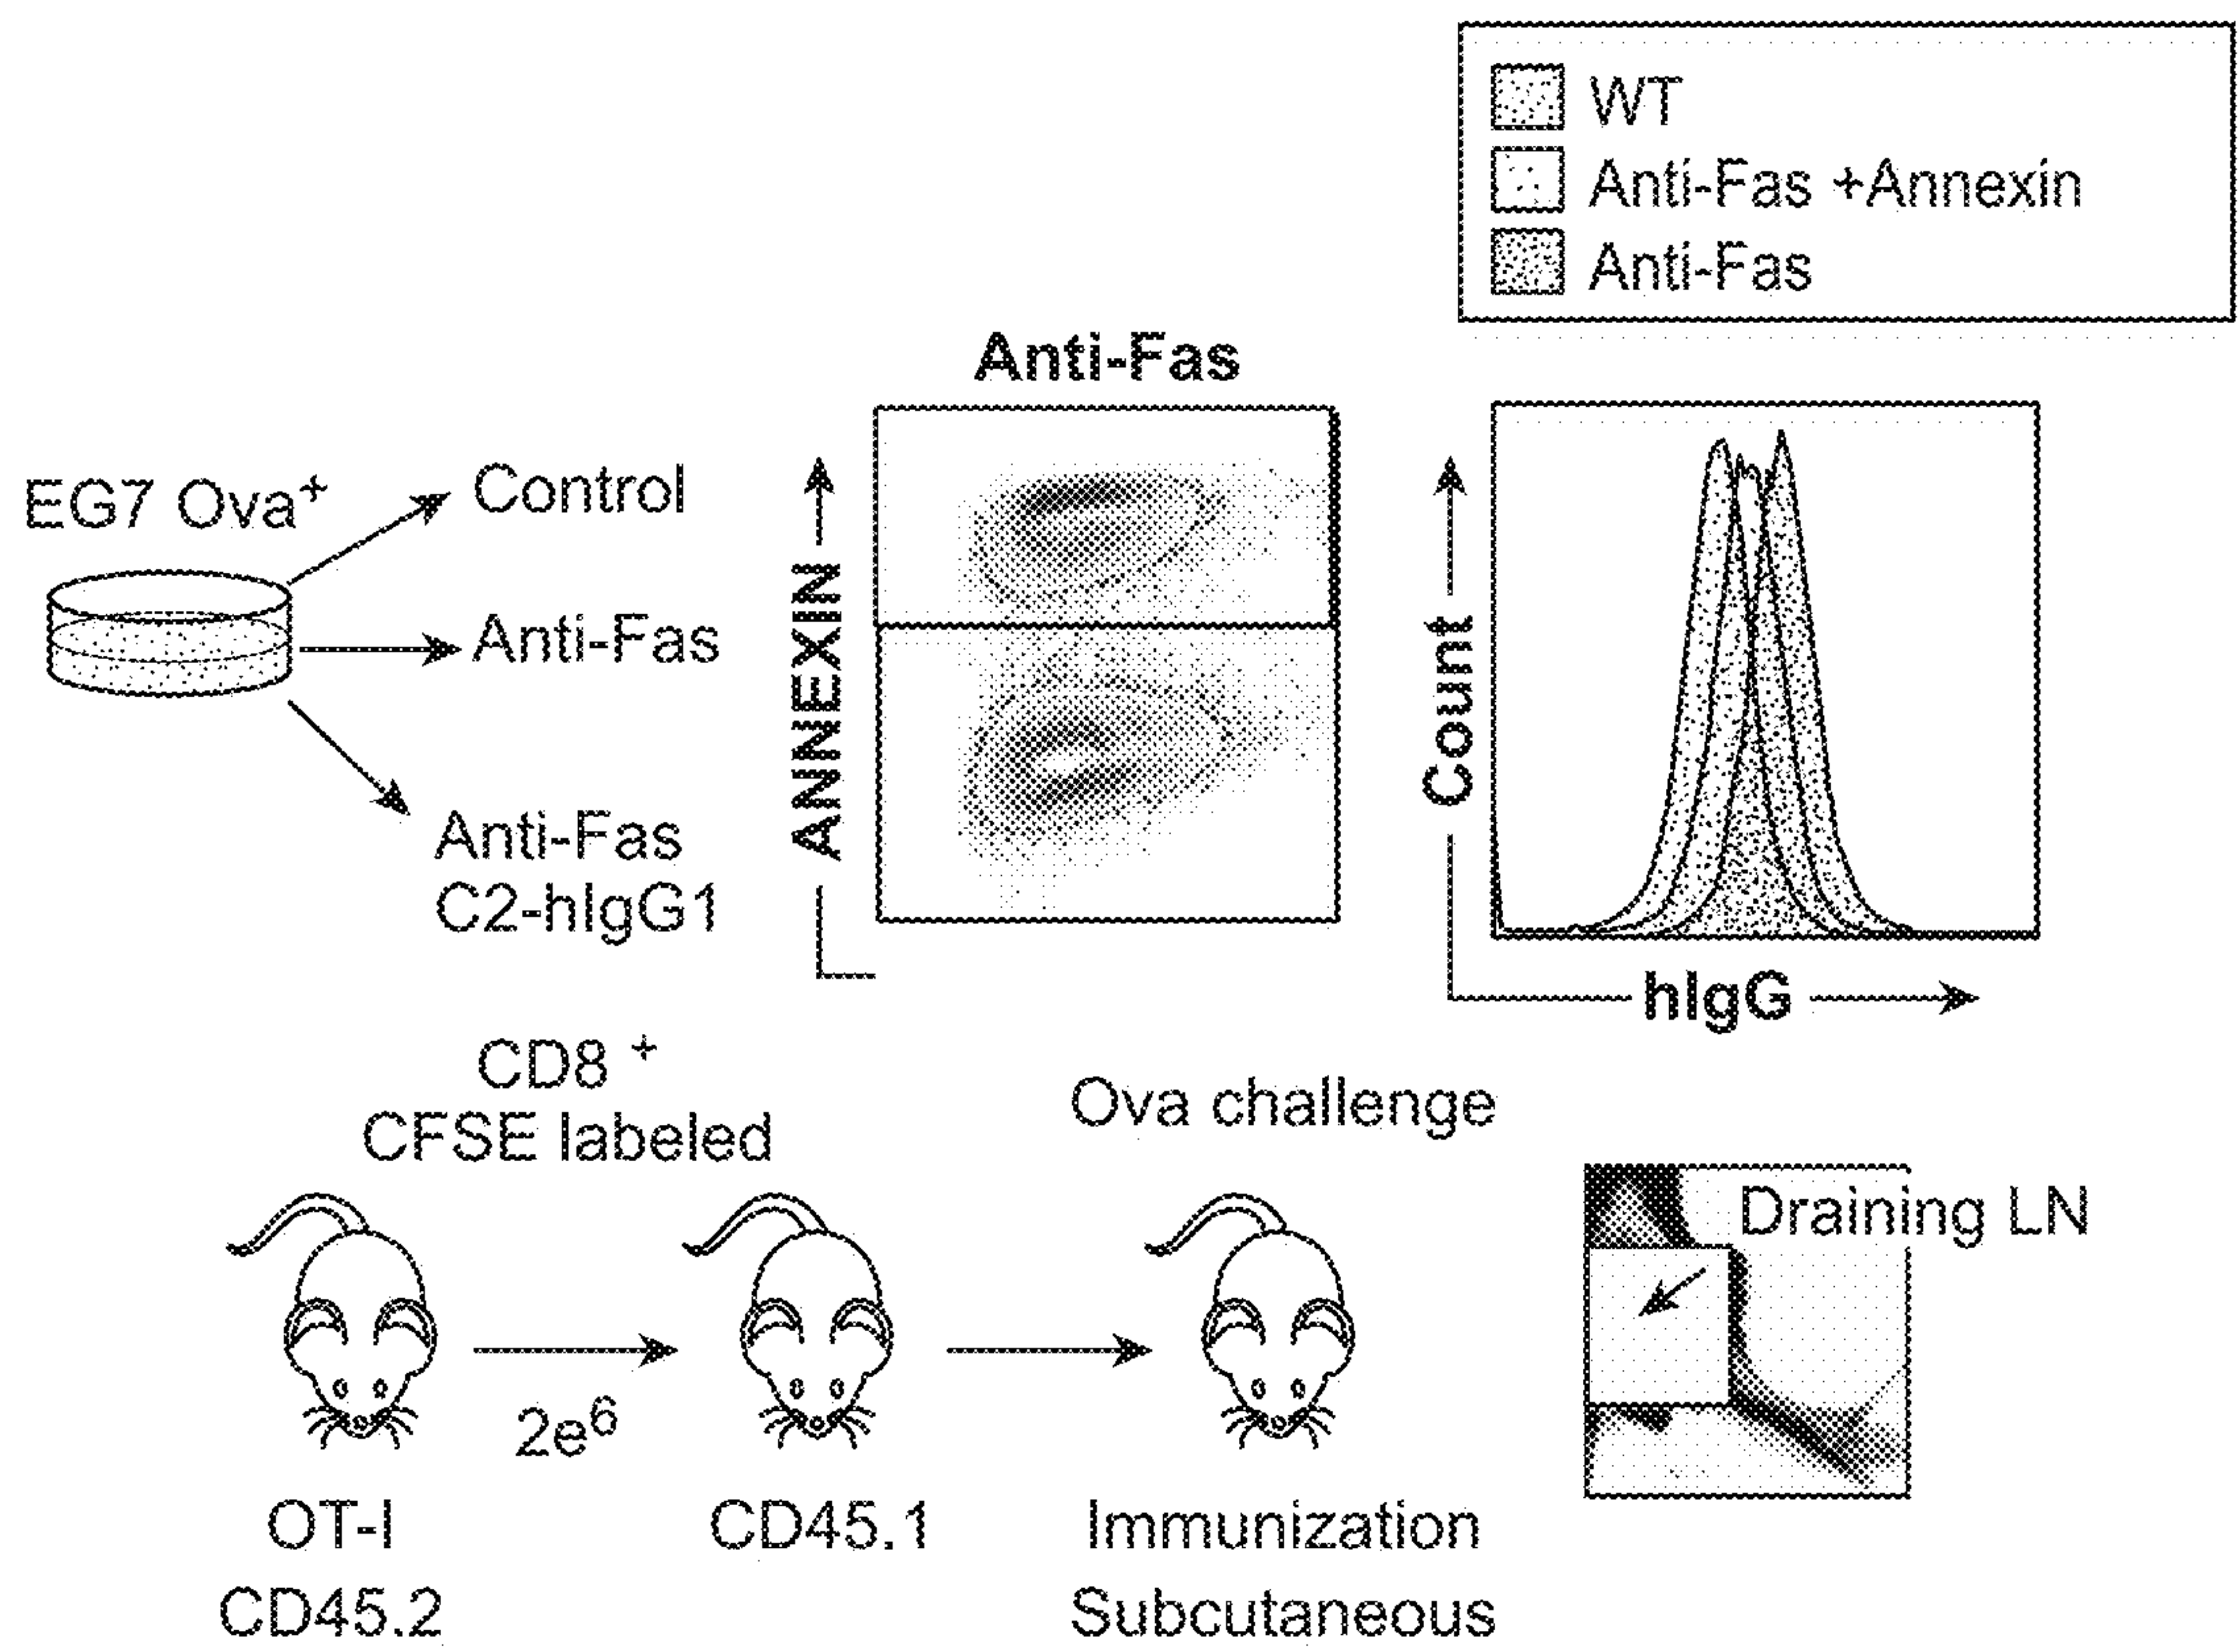 WT
Anti-Fas +Annexin
Anti-Fas
Anti-Fas
EG7 Ova⁺
Control
Anti-Fas
Anti-Fas
C2-hIgG1
ANNEXIN
Count
hIgG
CD8 ⁺
CFSE labeled
Ova challenge
Draining LN
2e⁶
OT-I
CD45.2
CD45.1
Immunization
Subcutaneous